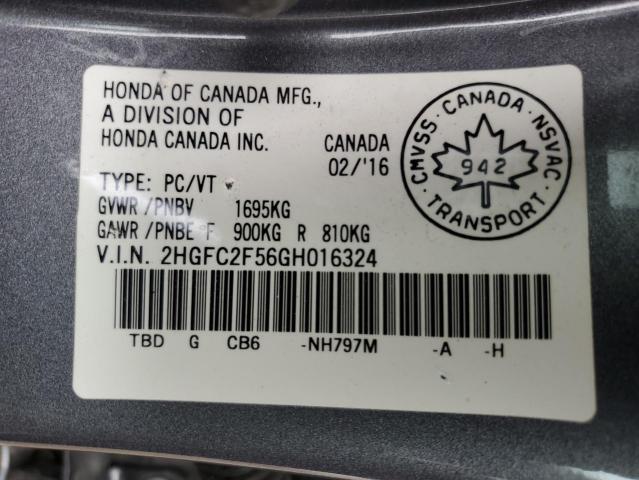 HONDA OF CANADA MFG.,
A DIVISION OF
HONDA CANADA INC. CANADA
02/'16
TYPE: PC/VT
GVWR/PNBV 1695KG
GAWR/PNBE F 900KG R 810KG
V.I.N. 2HGFC2F56GH016324
TBD G CB6 -NH797M -A -H
CMVSS · CANADA · NSVAC
942
· TRANSPORT ·